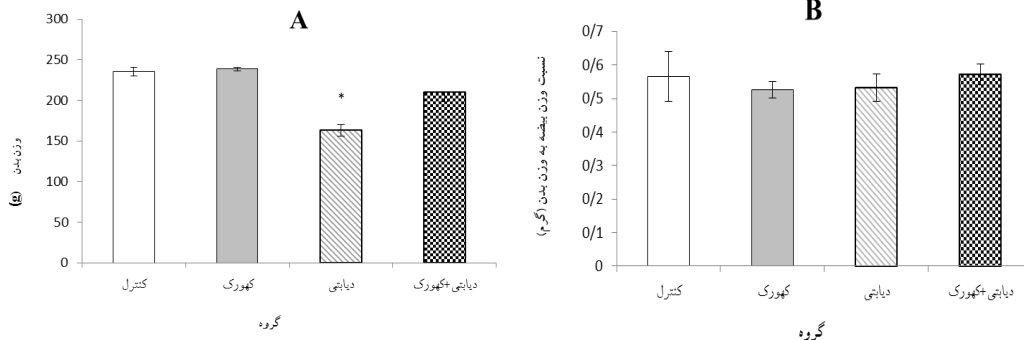 A
300
250
200
150
100
50
0
وزن بدن (g)
*
کنترل
کهورک
دیابتی
دیابتی+کهورک
گروه
B
0/7
0/6
0/5
0/4
0/3
0/2
0/1
0
نسبت وزن بیضه به وزن بدن (گرم)
کنترل
کهورک
دیابتی
دیابتی+کهورک
گروه